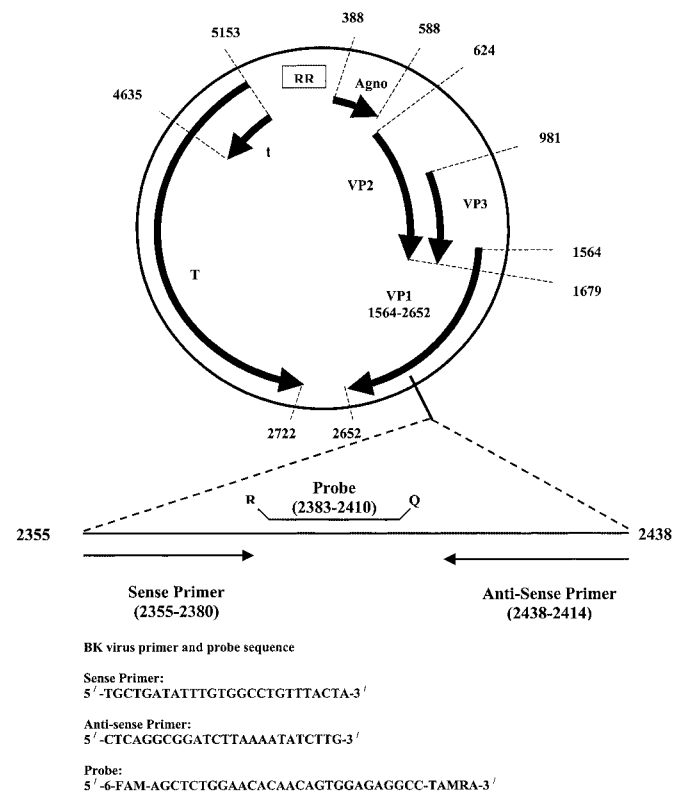 388
5153
588
RR
624
Agno
4635
t
981
VP2
VP3
1564
T
VP1
1564-2652
1679
2722
2652
Probe
(2383-2410)
R
Q
2355
2438
Sense Primer
(2355-2380)
Anti-Sense Primer
(2438-2414)
BK virus primer and probe sequence
Sense Primer:
5'-TGCTGATATTTGTGGCCTGTTTACTA-3'
Anti-sense Primer:
5'-CTCAGGCGGATCTTAAAATATCTTG-3'
Probe:
5'-6-FAM-AGCTCTGGAACACAACAGTGGAGAGGCC-TAMRA-3'